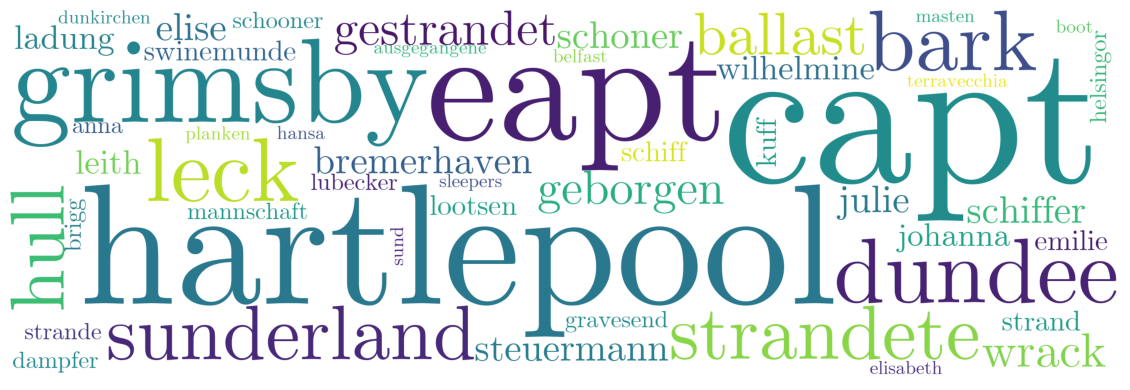 dunkirchen
elise
schooner
gestrandet
ballast
bark
masten
boot
ladung
swinemunde
ausgegangene
schoner
belfast
wilhelmine
terravecchia
helsingor
grimsby
eapt
capt
anna
planken
hansa
kuff
leith
leck
bremerhaven
schiff
lubecker
sleepers
geborgen
julie
schiffer
hull
brigg
mannschaft
lootsen
johanna
emilie
hartlepool
sund
dundee
strande
sunderland
gravesend
strandete
strand
dampfer
steuermann
elisabeth
wrack